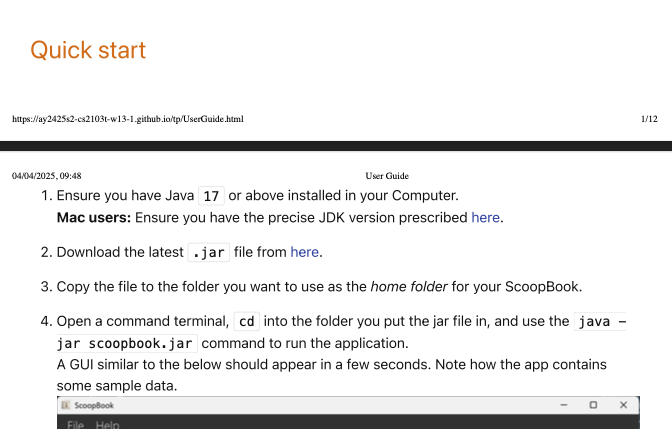 Quick start
https://ay2425s2-cs2103t-w13-1.github.io/tp/UserGuide.html 1/12
04/04/2025, 09:48 User Guide
1. Ensure you have Java 17 or above installed in your Computer.
Mac users: Ensure you have the precise JDK version prescribed here.
2. Download the latest .jar file from here.
3. Copy the file to the folder you want to use as the home folder for your ScoopBook.
4. Open a command terminal, cd into the folder you put the jar file in, and use the java -
jar scoopbook.jar command to run the application.
A GUI similar to the below should appear in a few seconds. Note how the app contains
some sample data.
ScoopBook
File Help